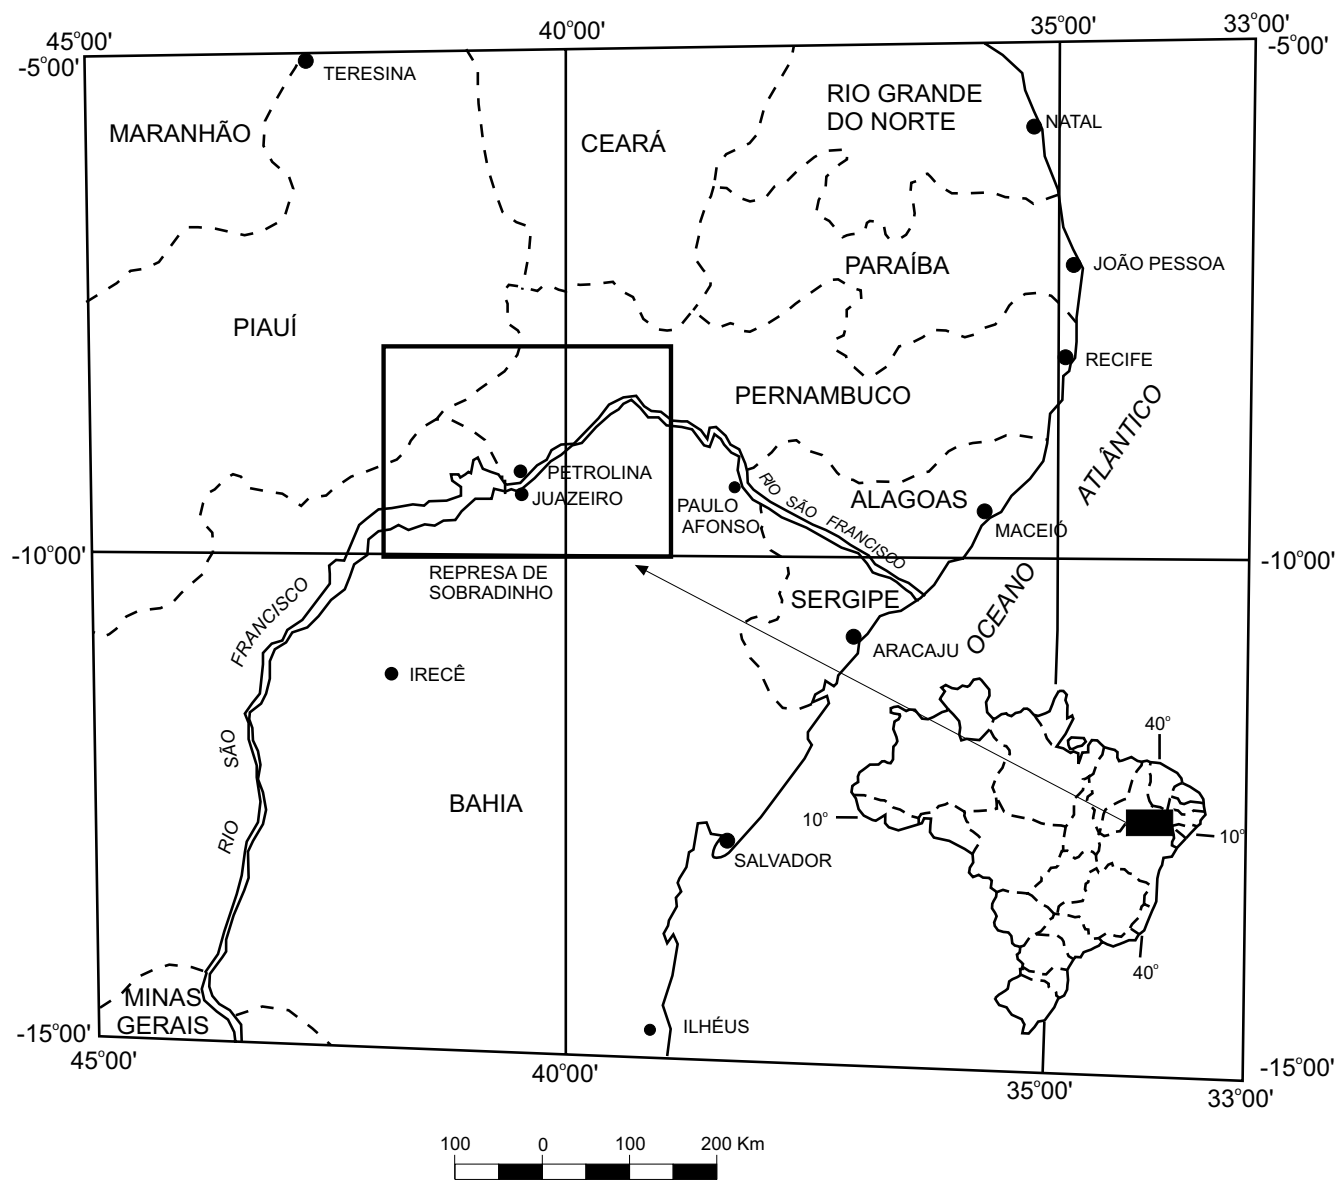 45°00'
40°00'
35°00'
33°00'
-5°00'
-5°00'
TERESINA
MARANHÃO
CEARÁ
RIO GRANDE
DO NORTE
NATAL
PARAÍBA
JOÃO PESSOA
PIAUÍ
RECIFE
PERNAMBUCO
ATLÂNTICO
PETROLINA
JUAZEIRO
PAULO
AFONSO
RIO SÃO FRANCISCO
ALAGOAS
MACEIÓ
-10°00'
-10°00'
REPRESA DE
SOBRADINHO
FRANCISCO
SERGIPE
OCEANO
ARACAJU
IRECÊ
SÃO
40°
BAHIA
RIO
10°
10°
SALVADOR
40°
MINAS
GERAIS
ILHÉUS
-15°00'
45°00'
40°00'
35°00'
-15°00'
33°00'
100 0 100 200 Km